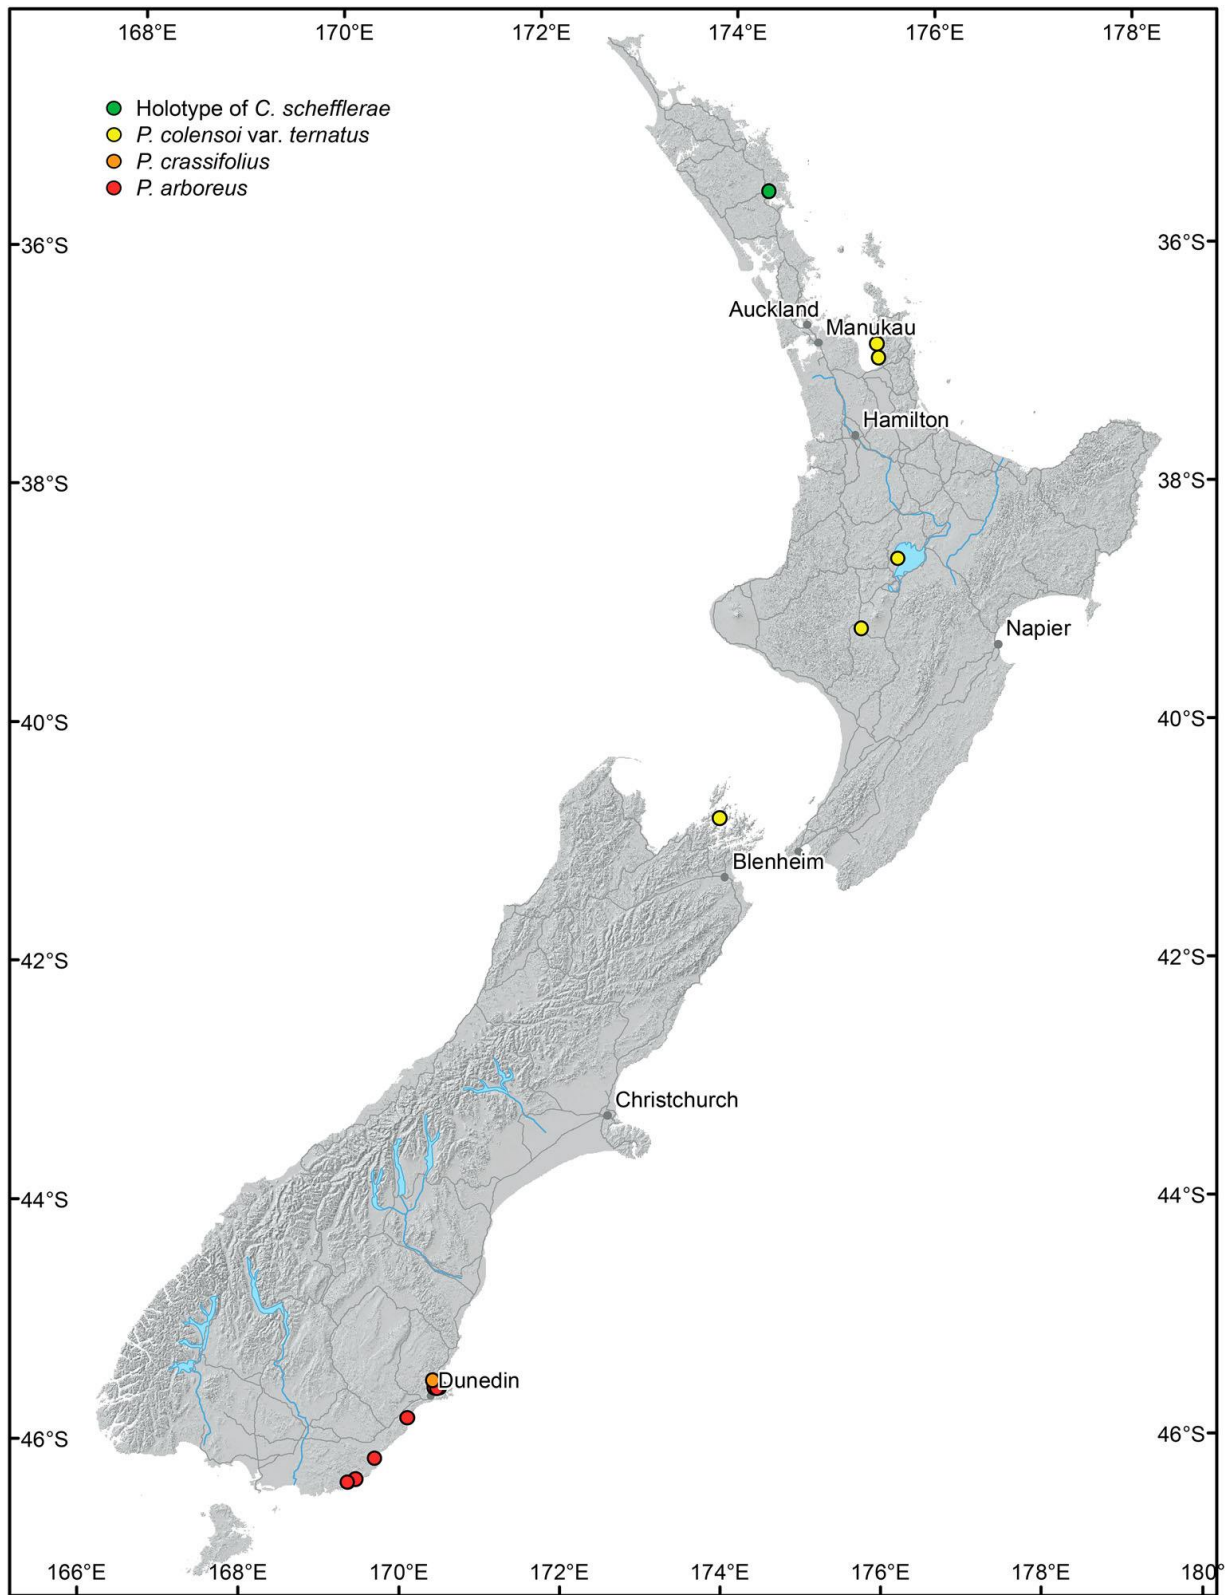 168°E 170°E 172°E 174°E 176°E 178°E
Holotype of C. schefflerae
P. colensoi var. ternatus
P. crassifolius
P. arboreus
36°S 36°S
Auckland
Manukau
Hamilton
38°S 38°S
Napier
40°S 40°S
Blenheim
42°S 42°S
Christchurch
44°S 44°S
Dunedin
46°S 46°S
166°E 168°E 170°E 172°E 174°E 176°E 178°E 180°